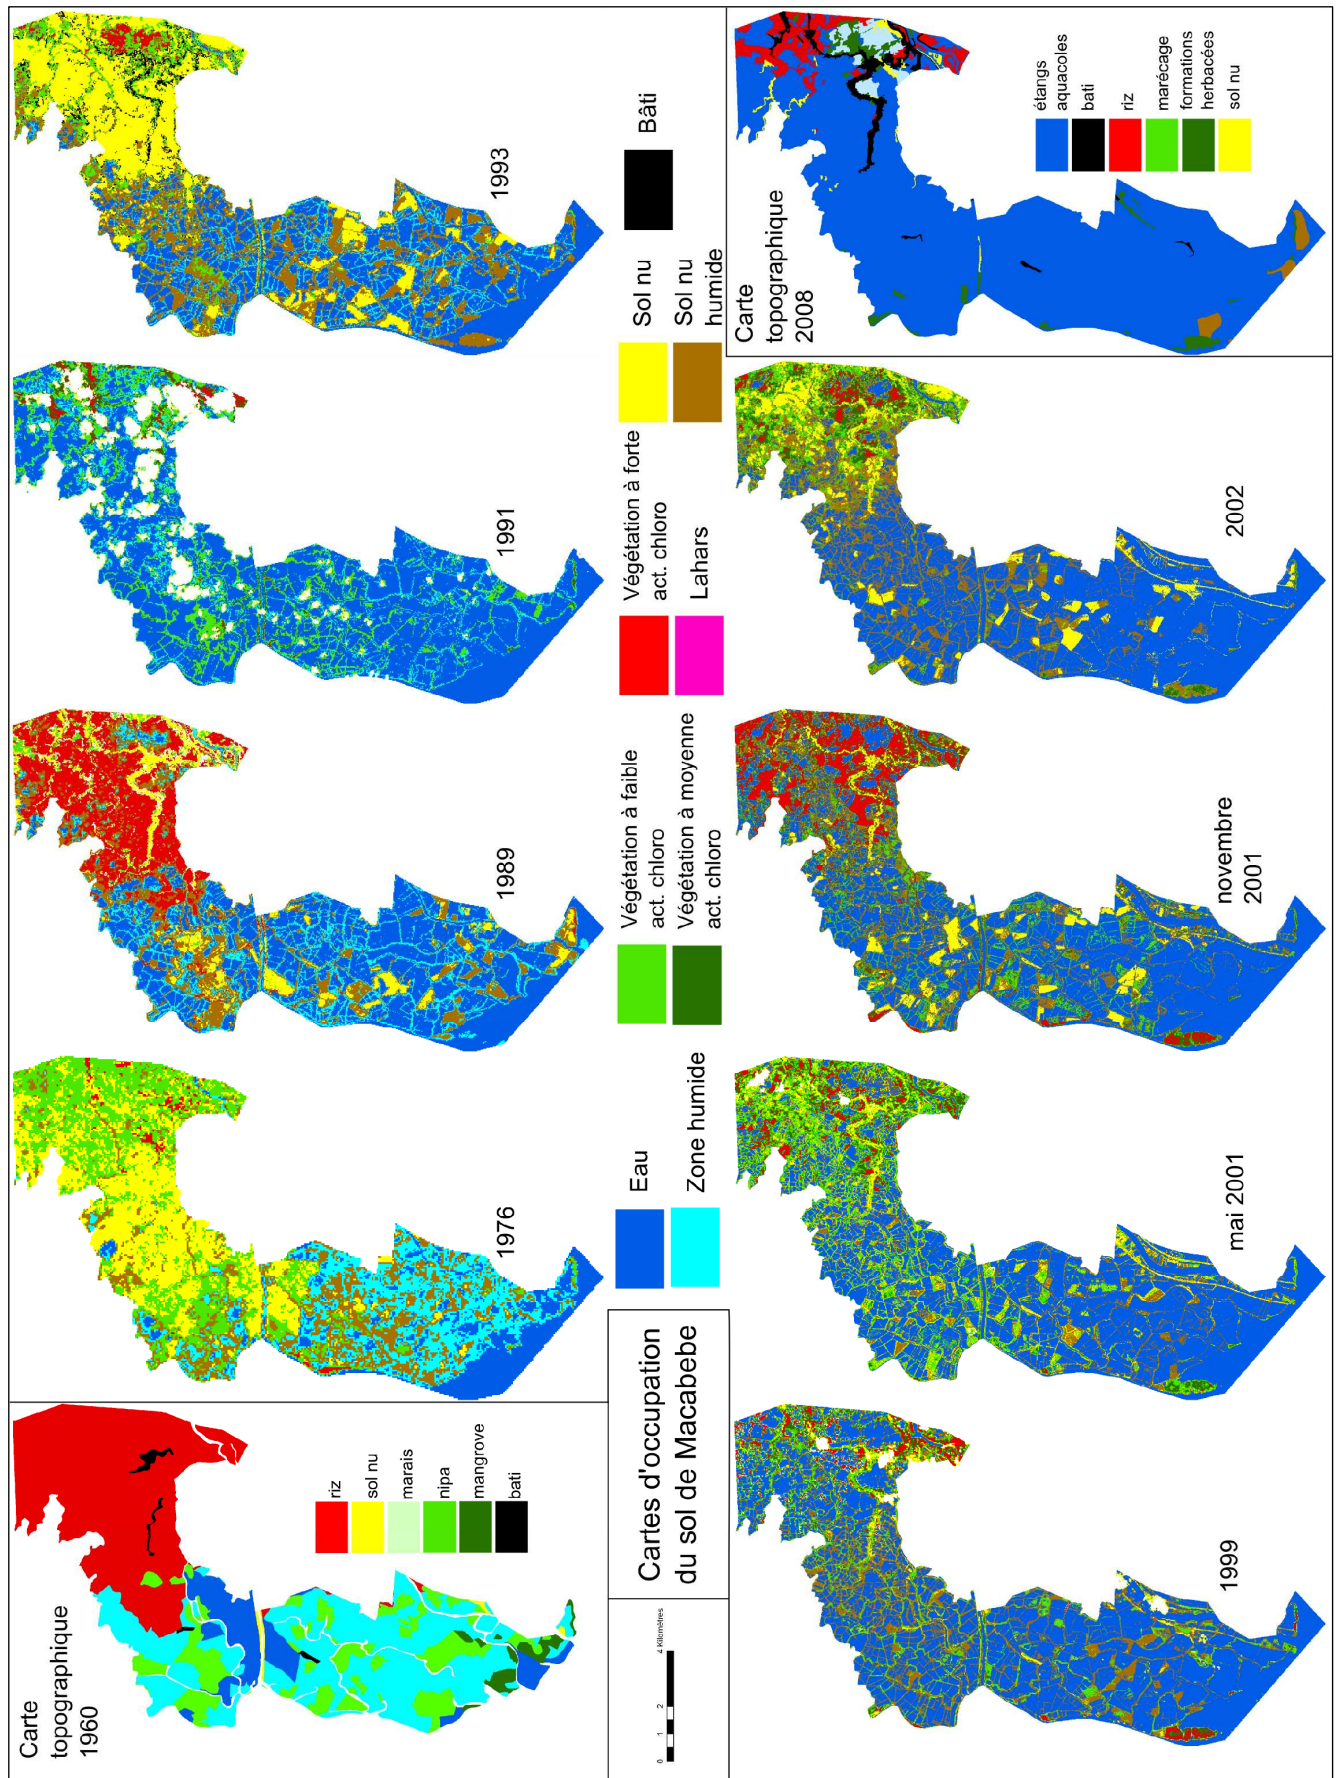 Carte
topographique
1960
riz
sol nu
marais
nipa
mangrove
bati
1976
1989
1991
1993
Cartes d'occupation
du sol de Macabebe
0 1 2 4 Kilomètres
Eau
Zone humide
Végétation à faible
act. chloro
Végétation à moyenne
act. chloro
Végétation à forte
act. chloro
Lahars
Sol nu
Sol nu
humide
Bâti
1999
mai 2001
novembre
2001
2002
Carte
topographique
2008
étangs
aquacoles
bati
riz
marécage
formations
herbacées
sol nu